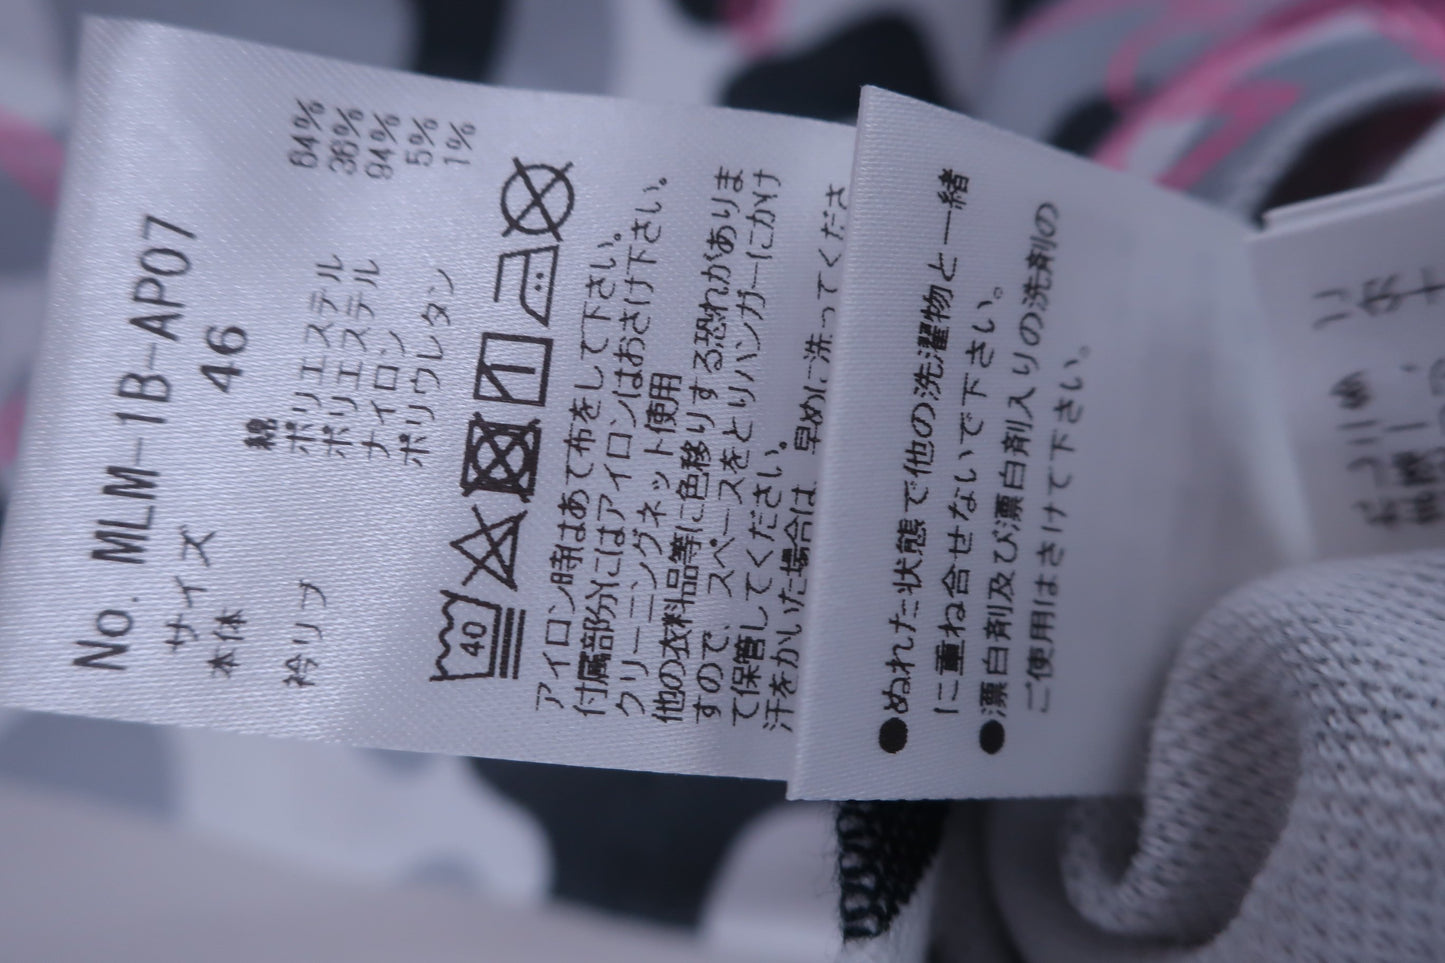 No. MLM-1B-AP07
サイズ 46
本体 綿 64%
ポリエステル 36%
衿リブ ポリエステル 94%
ナイロン 5%
ポリウレタン 1%
40
アイロン時はあて布をして下さい。
付属部分にはアイロンはおさけ下さい。
クリーニングネット使用
他の衣料品等に色移りする恐れがありま
すので、スペースをとりハンガーにかけ
て保管してください。
汗をかいた場合は、早めに洗ってくださ
●ぬれた状態で他の洗濯物と一緒
に重ね合せないで下さい。
●漂白剤及び漂白剤入りの洗剤の
ご使用はさけて下さい。